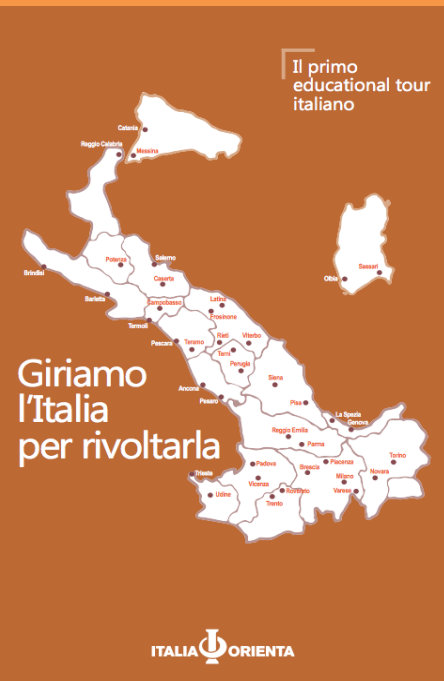 Il primo
educational tour
italiano
Catania
Reggio Calabria
Messina
Potenza
Salerno
Brindisi
Caserta
Sassari
Olbia
Barletta
Campobasso
Latina
Frosinone
Termoli
Pescara
Teramo
Rieti
Viterbo
Terni
Perugia
Siena
Ancona
Pesaro
Pisa
La Spezia
Genova
Giriamo
l'Italia
per rivoltarla
Reggio Emilia
Parma
Trieste
Padova
Vicenza
Brescia
Piacenza
Torino
Milano
Novara
Udine
Rovereto
Varese
Trento
ITALIA ORIENTA